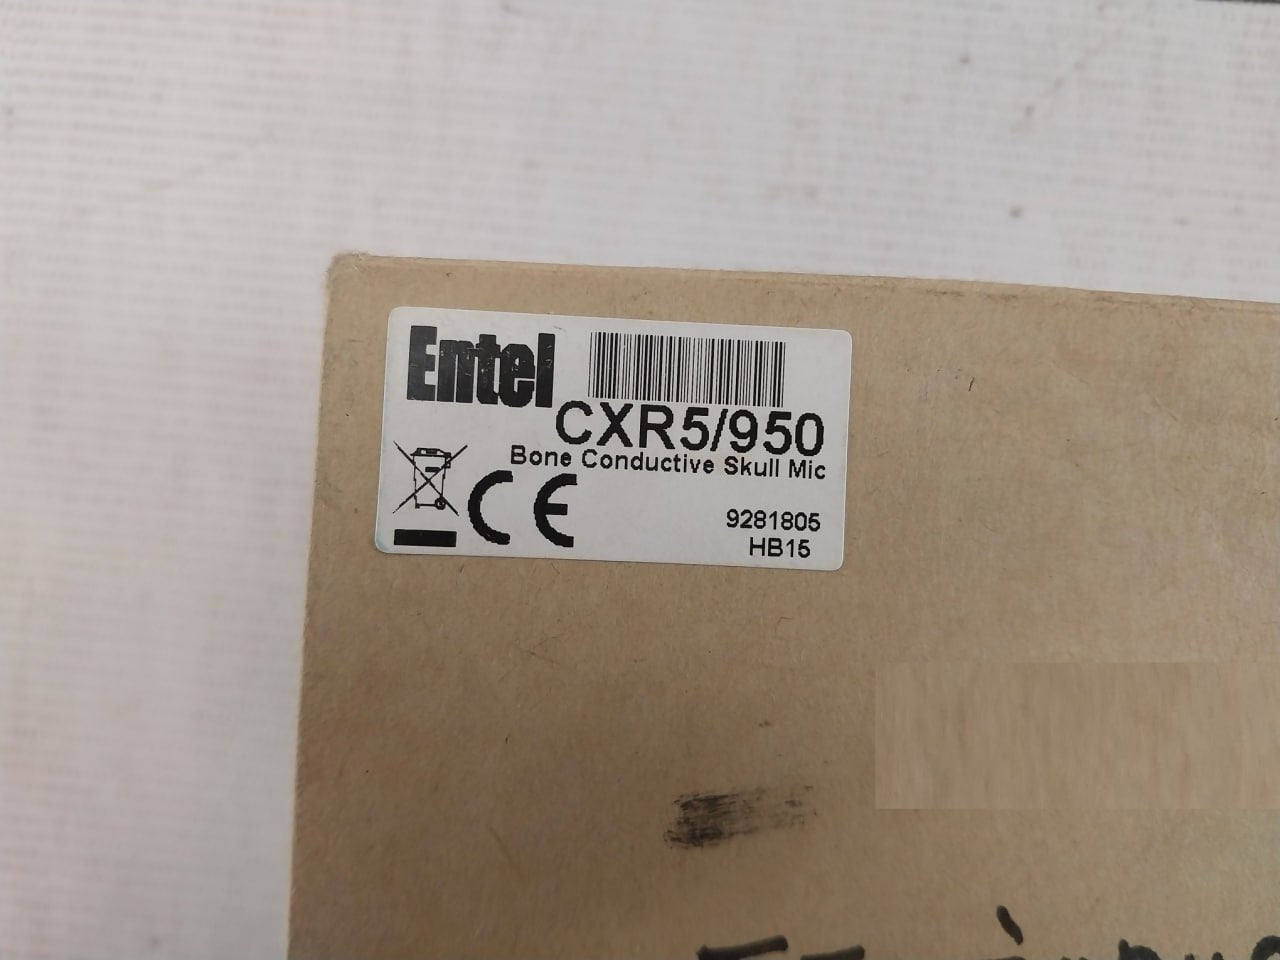 Entel
CXR5/950
Bone Conductive Skull Mic
CE
9281805
HB15